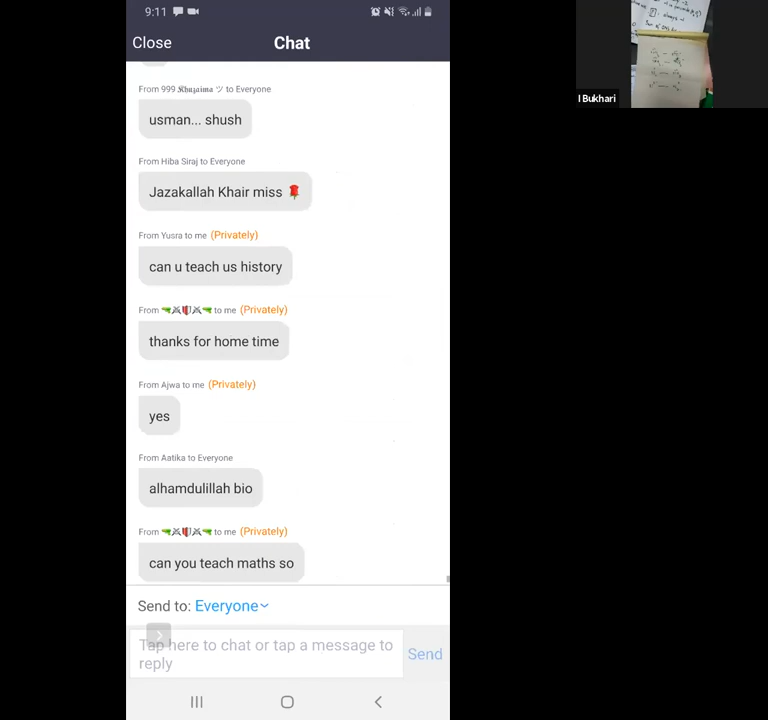 9:11
Close
Chat
From 999 𝕶𝖍𝖚𝖟𝖆𝖎𝖒𝖆 ツ to Everyone
usman... shush
From Hiba Siraj to Everyone
Jazakallah Khair miss 🌹
From Yusra to me (Privately)
can u teach us history
From 🔫⚔️⚔️🔫 to me (Privately)
thanks for home time
From Ajwa to me (Privately)
yes
From Aatika to Everyone
alhamdulillah bio
From 🔫⚔️⚔️🔫 to me (Privately)
can you teach maths so
Send to: Everyone
Tap here to chat or tap a message to
reply
Send
I Bukhari